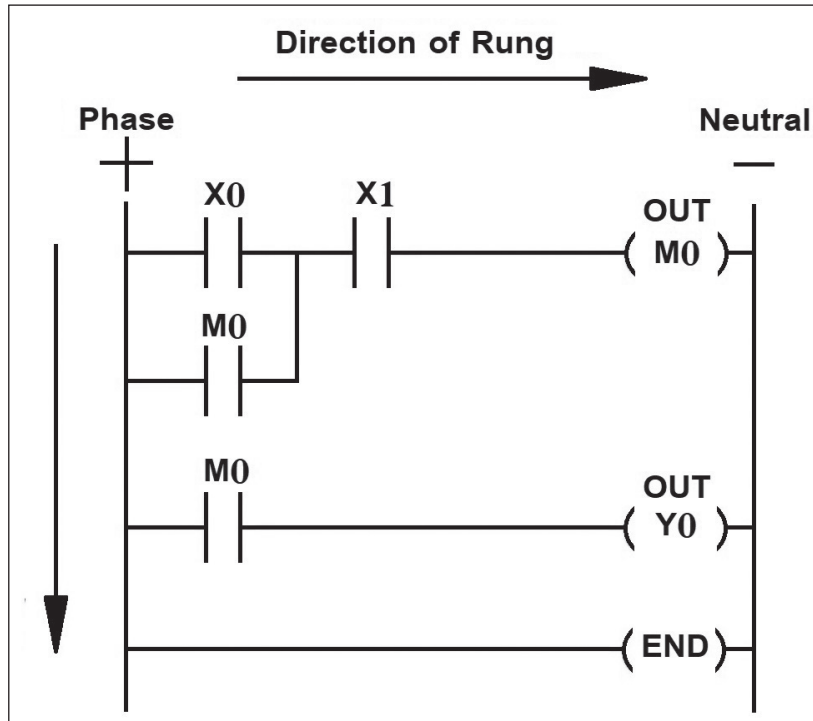 Direction of Rung
Phase
Neutral
X0
X1
OUT
M0
M0
M0
OUT
Y0
END